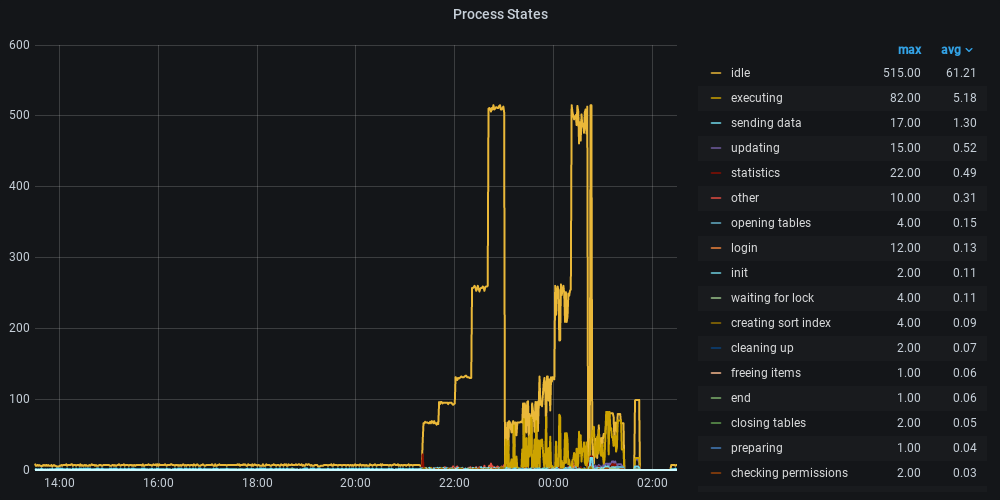 Process States
600
500
400
300
200
100
0
14:00 16:00 18:00 20:00 22:00 00:00 02:00
max avg
idle 515.00 61.21
executing 82.00 5.18
sending data 17.00 1.30
updating 15.00 0.52
statistics 22.00 0.49
other 10.00 0.31
opening tables 4.00 0.15
login 12.00 0.13
init 2.00 0.11
waiting for lock 4.00 0.11
creating sort index 4.00 0.09
cleaning up 2.00 0.07
freeing items 1.00 0.06
end 1.00 0.06
closing tables 2.00 0.05
preparing 1.00 0.04
checking permissions 2.00 0.03